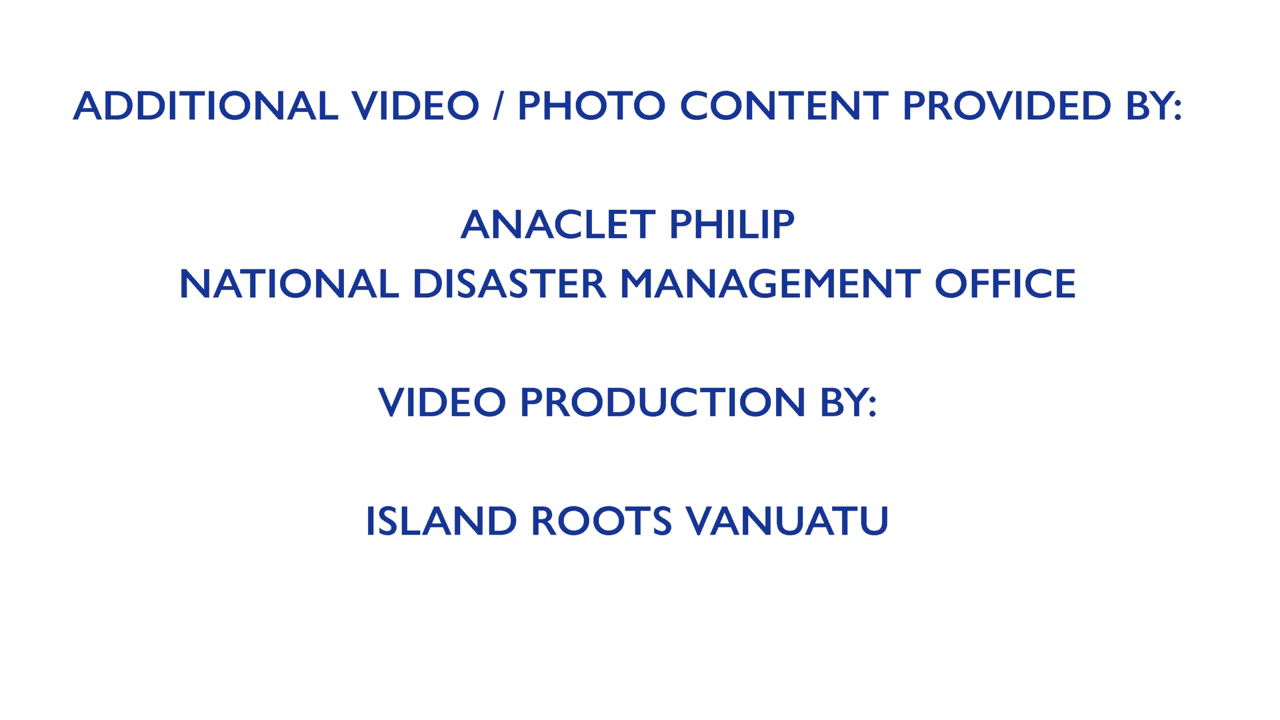 ADDITIONAL VIDEO / PHOTO CONTENT PROVIDED BY:
ANACLET PHILIP
NATIONAL DISASTER MANAGEMENT OFFICE
VIDEO PRODUCTION BY:
ISLAND ROOTS VANUATU